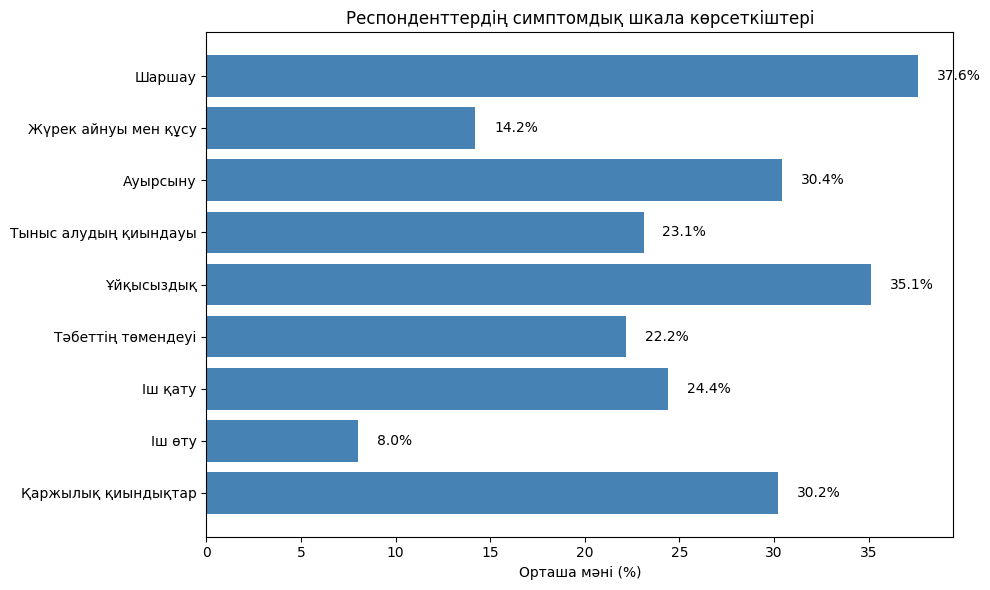 Респонденттердің симптомдық шкала көрсеткіштері
Шаршау 37.6%
Жүрек айнуы мен құсу 14.2%
Ауырсыну 30.4%
Тыныс алудың қиындауы 23.1%
Ұйқысыздық 35.1%
Тәбеттің төмендеуі 22.2%
Іш қату 24.4%
Іш өту 8.0%
Қаржылық қиындықтар 30.2%
0 5 10 15 20 25 30 35
Орташа мәні (%)